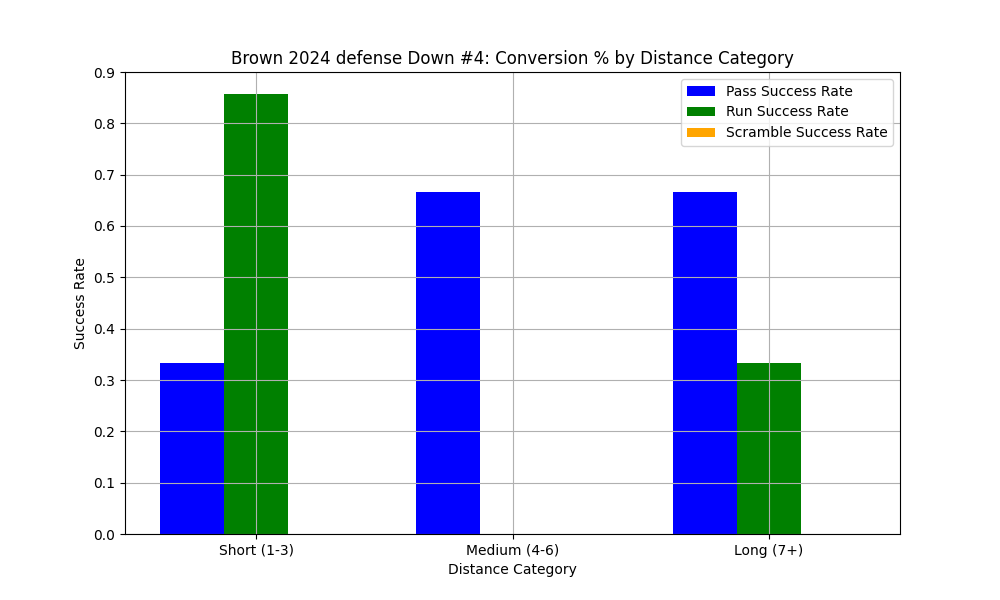 Brown 2024 defense Down #4: Conversion % by Distance Category
Pass Success Rate
Run Success Rate
Scramble Success Rate
Success Rate
0.9
0.8
0.7
0.6
0.5
0.4
0.3
0.2
0.1
0.0
Short (1-3)
Medium (4-6)
Long (7+)
Distance Category